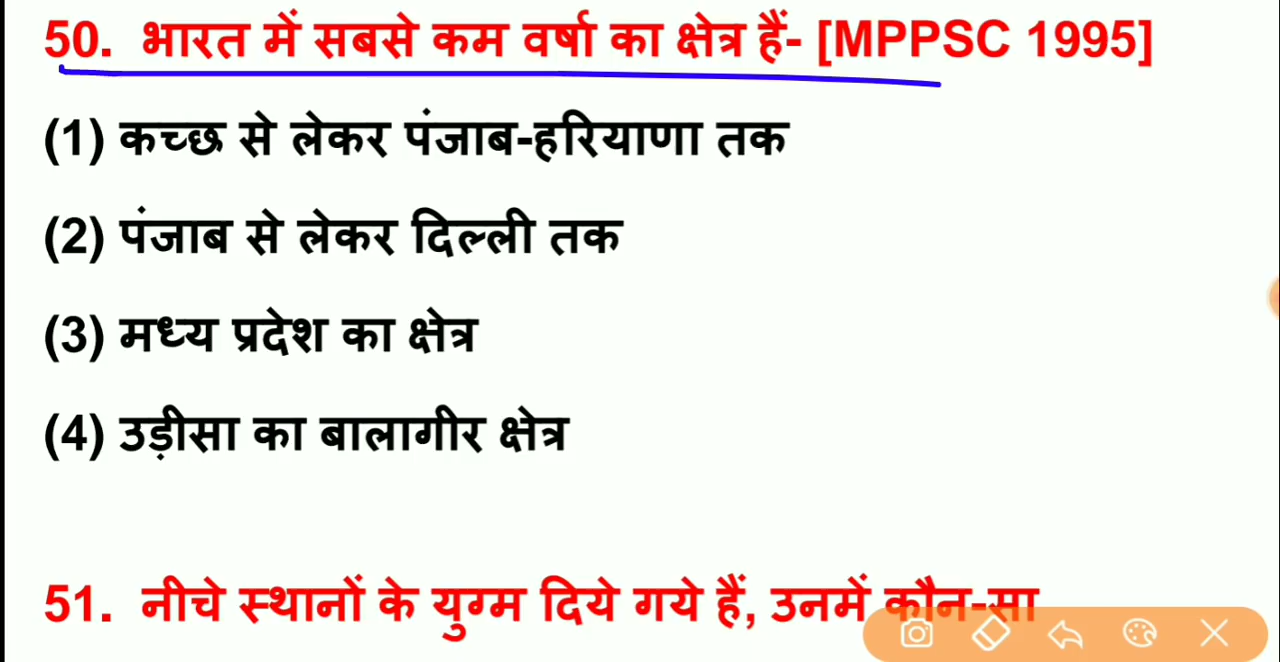 50. भारत में सबसे कम वर्षा का क्षेत्र हैं- [MPPSC 1995]
(1) कच्छ से लेकर पंजाब-हरियाणा तक
(2) पंजाब से लेकर दिल्ली तक
(3) मध्य प्रदेश का क्षेत्र
(4) उड़ीसा का बालागीर क्षेत्र
51. नीचे स्थानों के युग्म दिये गये हैं, उनमें कौन-सा